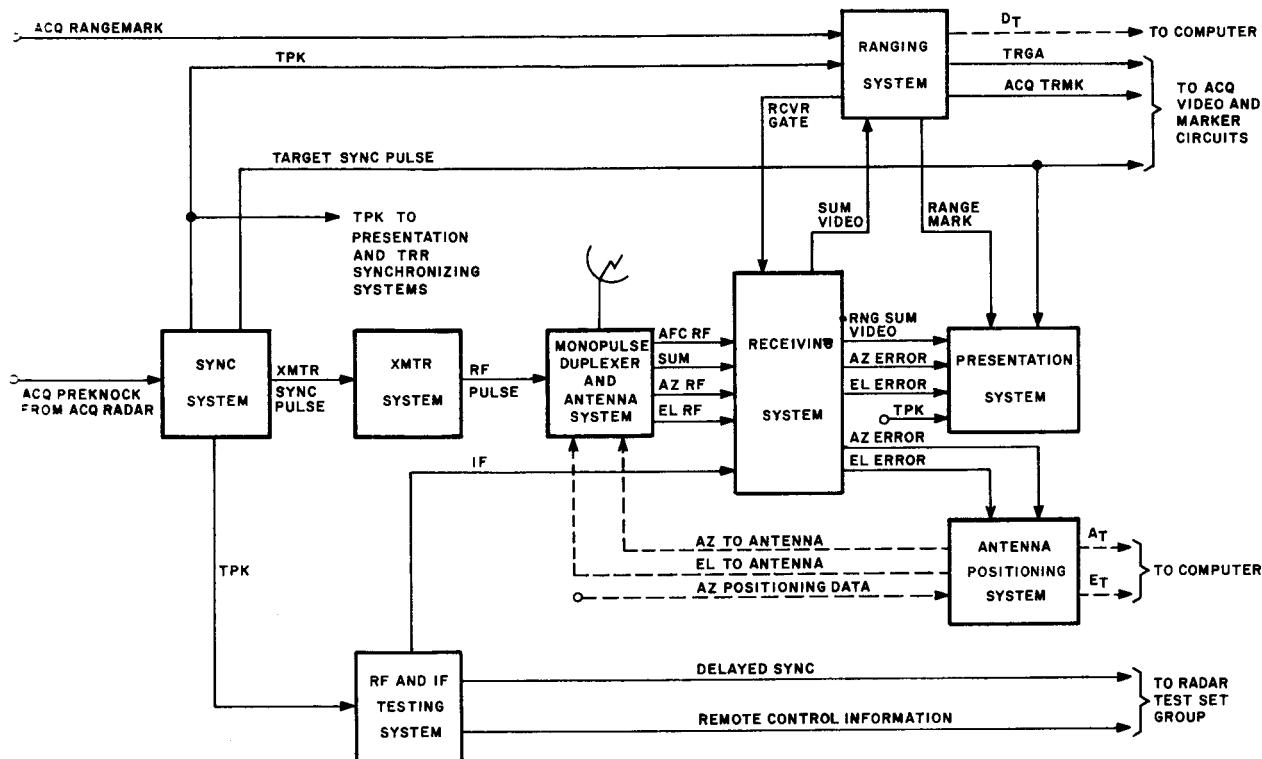 ACQ RANGEMARK
TPK
RANGING
SYSTEM
DT
TO COMPUTER
TRGA
ACQ TRMK
TO ACQ
VIDEO AND
MARKER
CIRCUITS
RCVR
GATE
TARGET SYNC PULSE
TPK TO
PRESENTATION
AND TRR
SYNCHRONIZING
SYSTEMS
SUM
VIDEO
RANGE
MARK
ACQ PREKNOCK
FROM ACQ RADAR
SYNC
SYSTEM
XMTR
SYNC
PULSE
XMTR
SYSTEM
RF
PULSE
MONOPULSE
DUPLEXER
AND
ANTENNA
SYSTEM
AFC RF
SUM
AZ RF
EL RF
RECEIVING
SYSTEM
RNG SUM
VIDEO
AZ ERROR
EL ERROR
TPK
PRESENTATION
SYSTEM
AZ ERROR
EL ERROR
IF
TPK
AZ TO ANTENNA
EL TO ANTENNA
AZ POSITIONING DATA
ANTENNA
POSITIONING
SYSTEM
AT
ET
TO COMPUTER
RF AND IF
TESTING
SYSTEM
DELAYED SYNC
REMOTE CONTROL INFORMATION
TO RADAR
TEST SET
GROUP